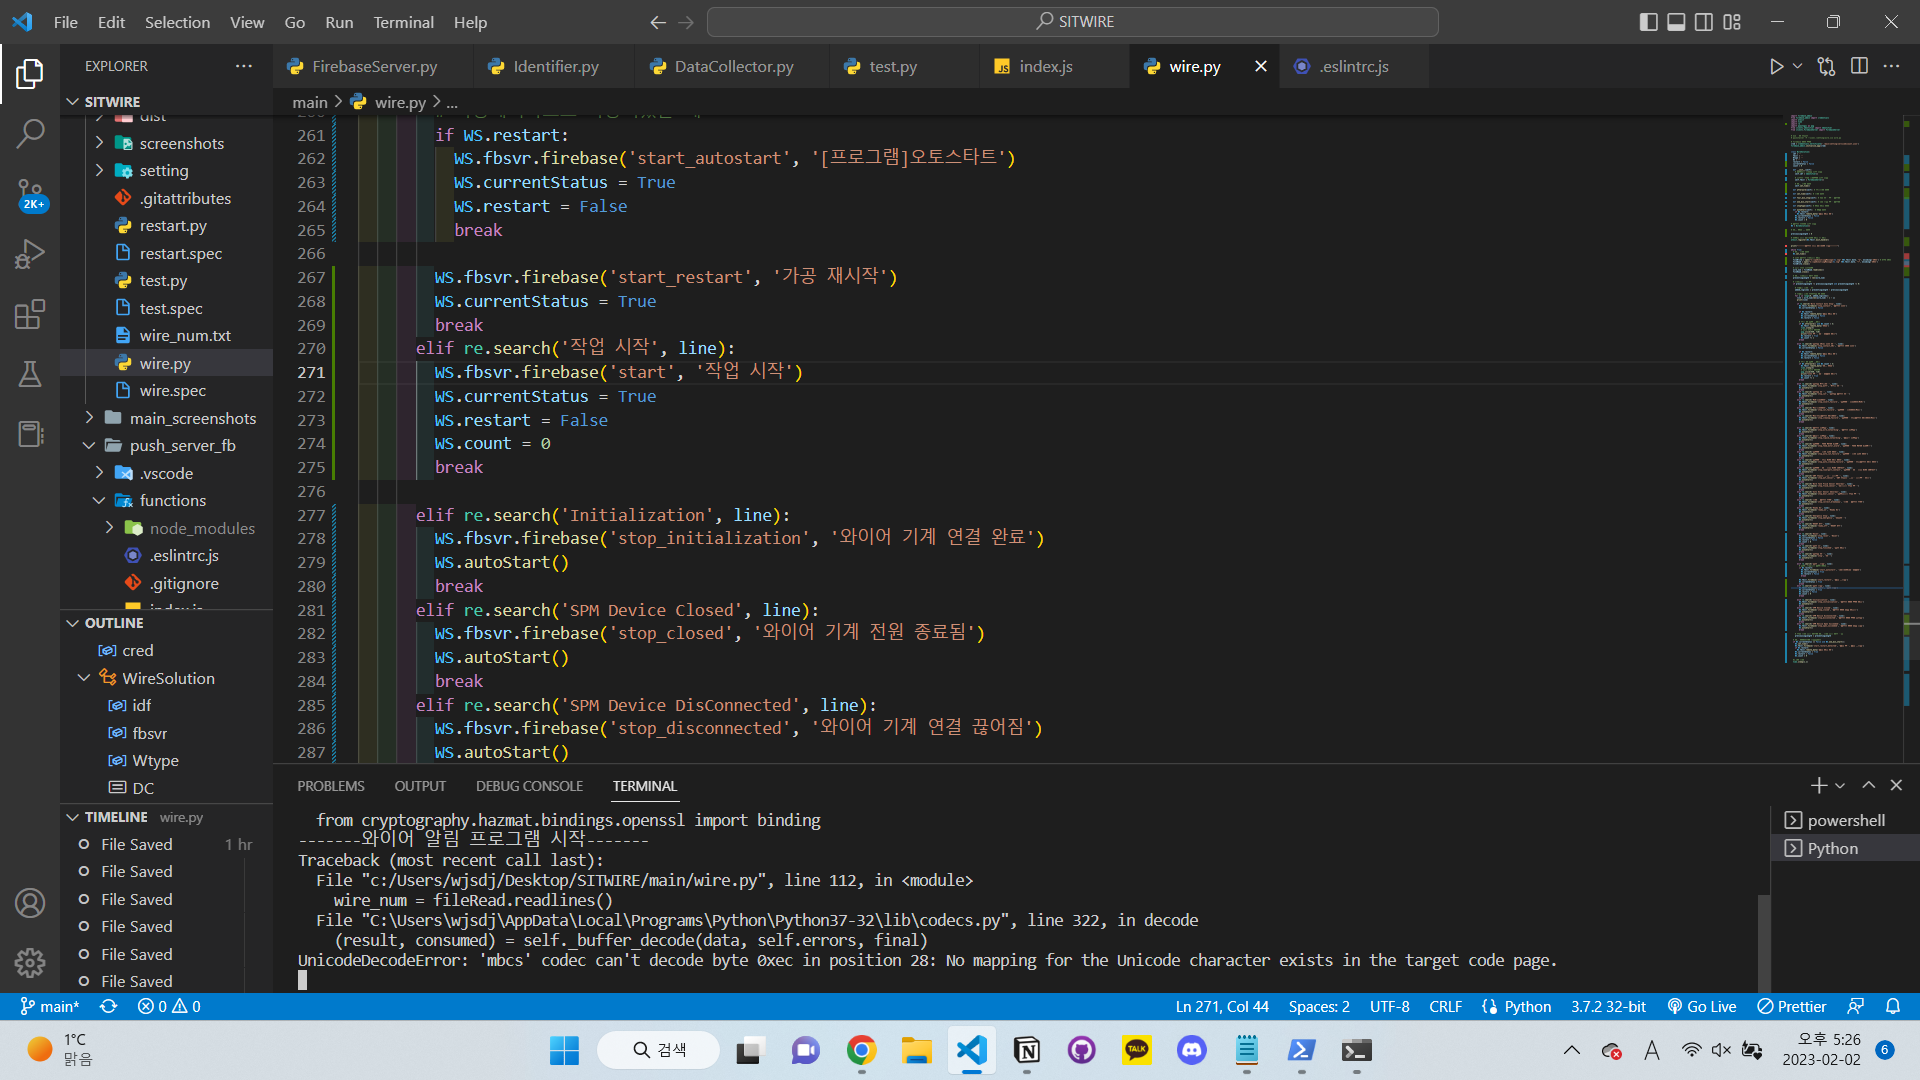 File Edit Selection View Go Run Terminal Help
SITWIRE
EXPLORER
FirebaseServer.py
Identifier.py
DataCollector.py
test.py
index.js
wire.py
.eslintrc.js
main > wire.py > ...
SITWIRE
dist
screenshots
setting
.gitattributes
restart.py
restart.spec
test.py
test.spec
wire_num.txt
wire.py
wire.spec
main_screenshots
push_server_fb
.vscode
functions
node_modules
.eslintrc.js
.gitignore
index.js
2K+
OUTLINE
cred
WireSolution
idf
fbsvr
Wtype
DC
TIMELINE wire.py
File Saved 1 hr
File Saved
File Saved
File Saved
File Saved
File Saved
261 if WS.restart:
262 WS.fbsvr.firebase('start_autostart', '[프로그램]오토스타트')
263 WS.currentStatus = True
264 WS.restart = False
265 break
266
267 WS.fbsvr.firebase('start_restart', '가공 재시작')
268 WS.currentStatus = True
269 break
270 elif re.search('작업 시작', line):
271 WS.fbsvr.firebase('start', '작업 시작')
272 WS.currentStatus = True
273 WS.restart = False
274 WS.count = 0
275 break
276
277 elif re.search('Initialization', line):
278 WS.fbsvr.firebase('stop_initialization', '와이어 기계 연결 완료')
279 WS.autoStart()
280 break
281 elif re.search('SPM Device Closed', line):
282 WS.fbsvr.firebase('stop_closed', '와이어 기계 전원 종료됨')
283 WS.autoStart()
284 break
285 elif re.search('SPM Device DisConnected', line):
286 WS.fbsvr.firebase('stop_disconnected', '와이어 기계 연결 끊어짐')
287 WS.autoStart()
PROBLEMS OUTPUT DEBUG CONSOLE TERMINAL
from cryptography.hazmat.bindings.openssl import binding
-------와이어 알림 프로그램 시작-------
Traceback (most recent call last):
File "c:/Users/wjsdj/Desktop/SITWIRE/main/wire.py", line 112, in <module>
wire_num = fileRead.readlines()
File "C:\Users\wjsdj\AppData\Local\Programs\Python\Python37-32\lib\codecs.py", line 322, in decode
(result, consumed) = self._buffer_decode(data, self.errors, final)
UnicodeDecodeError: 'mbcs' codec can't decode byte 0xec in position 28: No mapping for the Unicode character exists in the target code page.
powershell
Python
main* 0 0 Ln 271, Col 44 Spaces: 2 UTF-8 CRLF Python 3.7.2 32-bit Go Live Prettier
1°C
맑음
검색
TALK
A
오후 5:26
2023-02-02
6